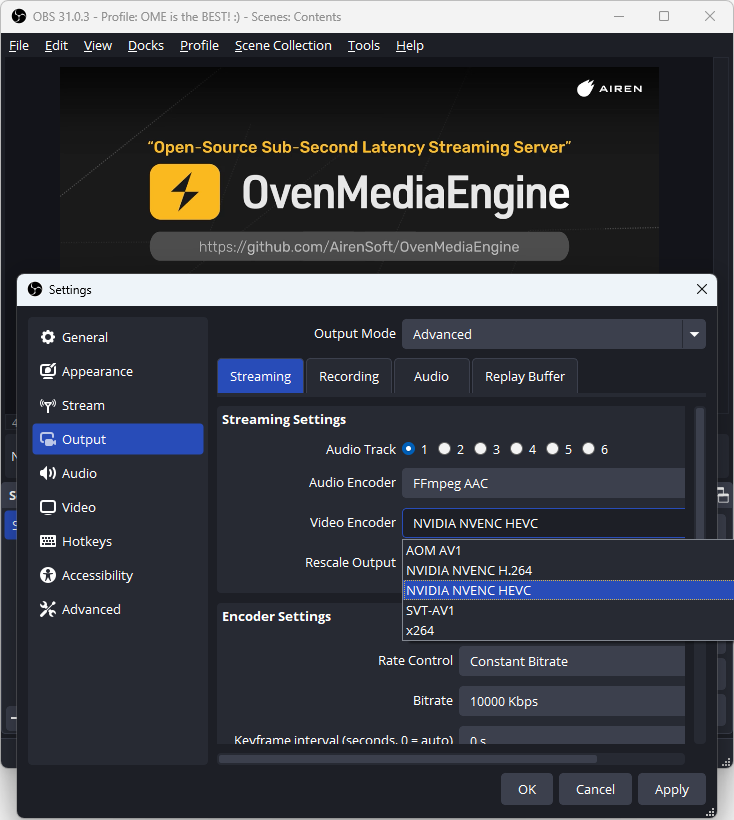 OBS 31.0.3 - Profile: OME is the BEST! :) - Scenes: Contents
File Edit View Docks Profile Scene Collection Tools Help
AIREN
“Open-Source Sub-Second Latency Streaming Server”
OvenMediaEngine
https://github.com/AirenSoft/OvenMediaEngine
Settings
General
Appearance
Stream
Output
Audio
Video
Hotkeys
Accessibility
Advanced
Output Mode Advanced
Streaming Recording Audio Replay Buffer
Streaming Settings
Audio Track 1 2 3 4 5 6
Audio Encoder FFmpeg AAC
Video Encoder NVIDIA NVENC HEVC
AOM AV1
Rescale Output NVIDIA NVENC H.264
NVIDIA NVENC HEVC
SVT-AV1
x264
Encoder Settings
Rate Control Constant Bitrate
Bitrate 10000 Kbps
Keyframe interval (seconds, 0 = auto) 0 s
OK Cancel Apply